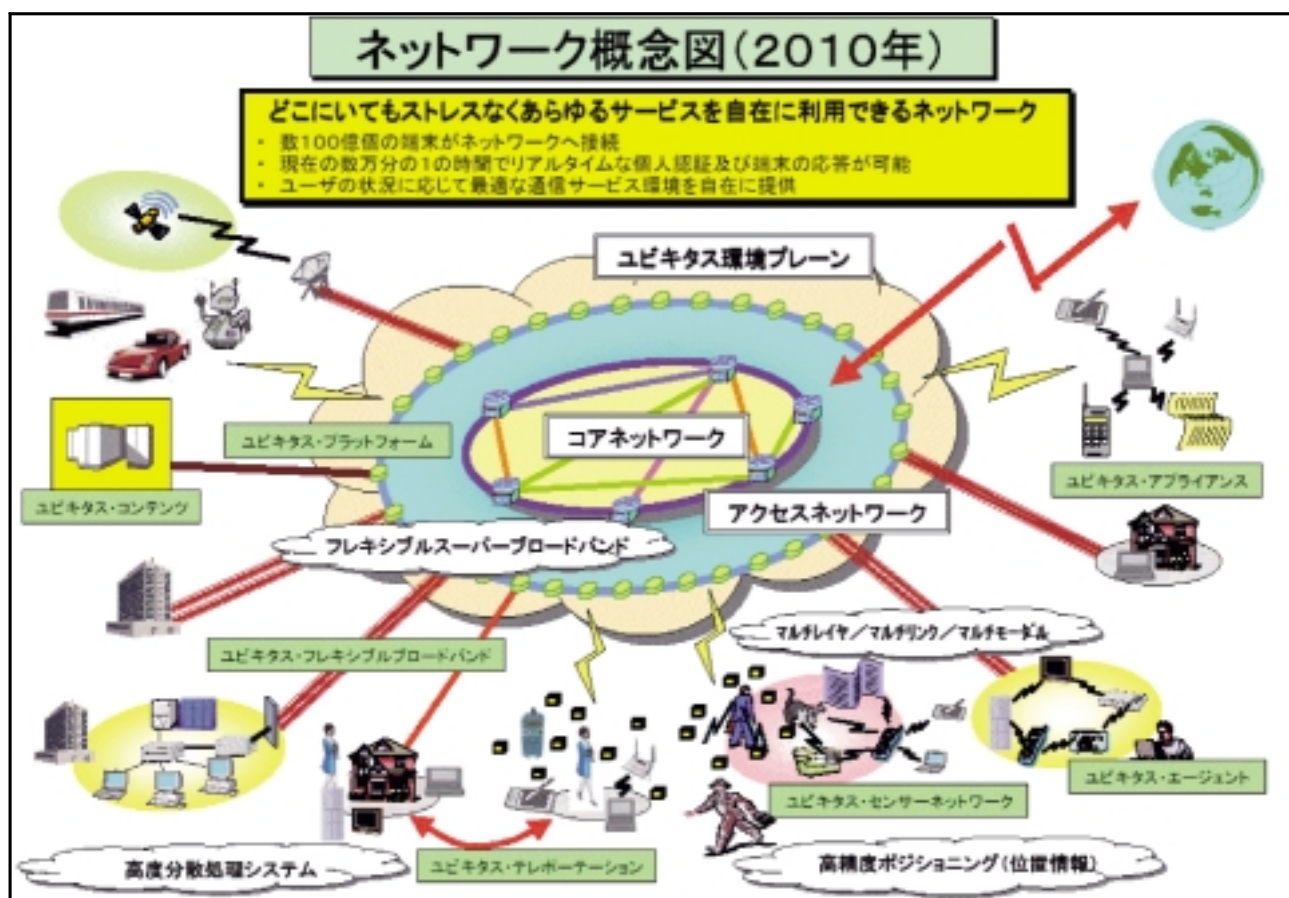 ネットワーク概念図(2010年)
どこにいてもストレスなくあらゆるサービスを自在に利用できるネットワーク
・ 数100億個の端末がネットワークへ接続
・ 現在の数万分の1の時間でリアルタイムな個人認証及び端末の応答が可能
・ ユーザの状況に応じて最適な通信サービス環境を自在に提供
ユビキタス環境プレーン
コアネットワーク
ユビキタス・プラットフォーム
ユビキタス・コンテンツ
ユビキタス・アプライアンス
アクセスネットワーク
フレキシブルスーパーブロードバンド
マルチレイヤ/マルチリンク/マルチモーダル
ユビキタス・フレキシブルブロードバンド
ユビキタス・エージェント
ユビキタス・センサーネットワーク
高度分散処理システム
ユビキタス・テレポーテーション
高精度ポジショニング(位置情報)